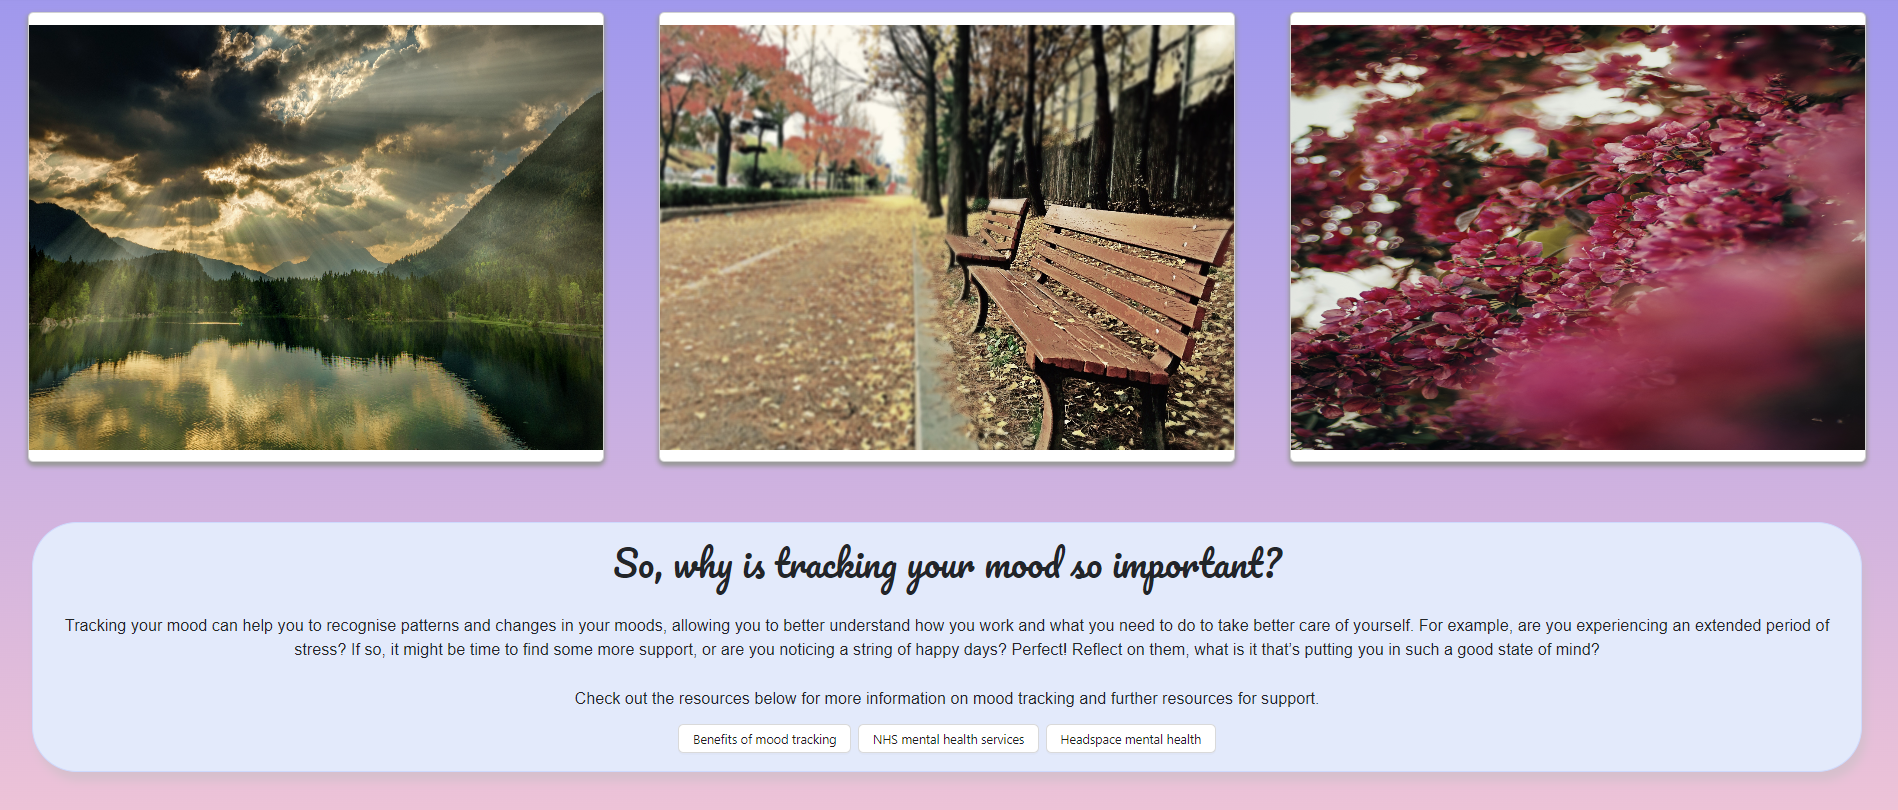 So, why is tracking your mood so important?
Tracking your mood can help you to recognise patterns and changes in your moods, allowing you to better understand how you work and what you need to do to take better care of yourself. For example, are you experiencing an extended period of
stress? If so, it might be time to find some more support, or are you noticing a string of happy days? Perfect! Reflect on them, what is it that's putting you in such a good state of mind?
Check out the resources below for more information on mood tracking and further resources for support.
Benefits of mood tracking NHS mental health services Headspace mental health